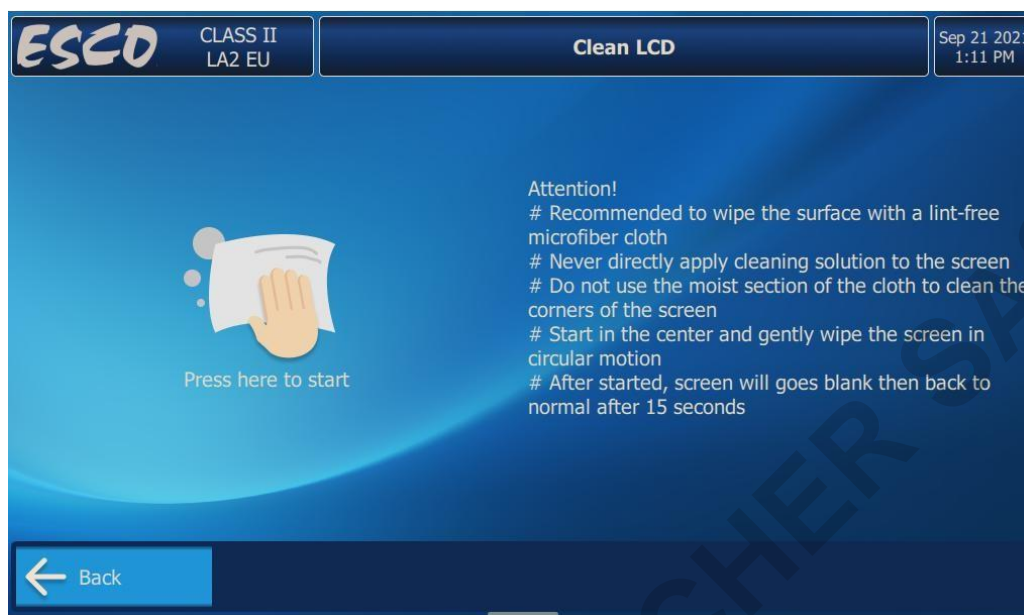 ESCO
CLASS II
LA2 EU
Clean LCD
Sep 21 2021
1:11 PM
Attention!
# Recommended to wipe the surface with a lint-free
microfiber cloth
# Never directly apply cleaning solution to the screen
# Do not use the moist section of the cloth to clean the
corners of the screen
# Start in the center and gently wipe the screen in
circular motion
# After started, screen will goes blank then back to
normal after 15 seconds
Press here to start
Back